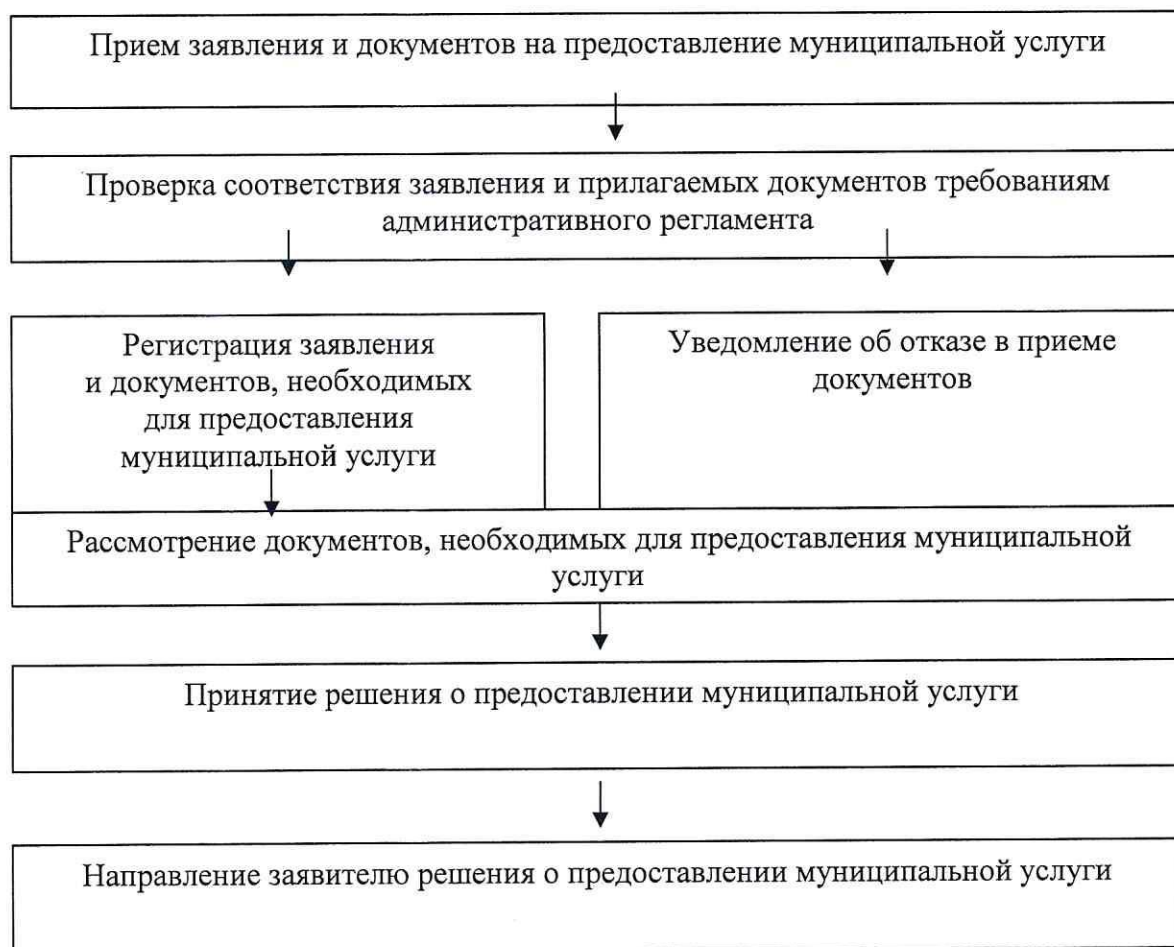 Прием заявления и документов на предоставление муниципальной услуги
Проверка соответствия заявления и прилагаемых документов требованиям
административного регламента
Регистрация заявления
и документов, необходимых
для предоставления
муниципальной услуги
Уведомление об отказе в приеме
документов
Рассмотрение документов, необходимых для предоставления муниципальной
услуги
Принятие решения о предоставлении муниципальной услуги
Направление заявителю решения о предоставлении муниципальной услуги